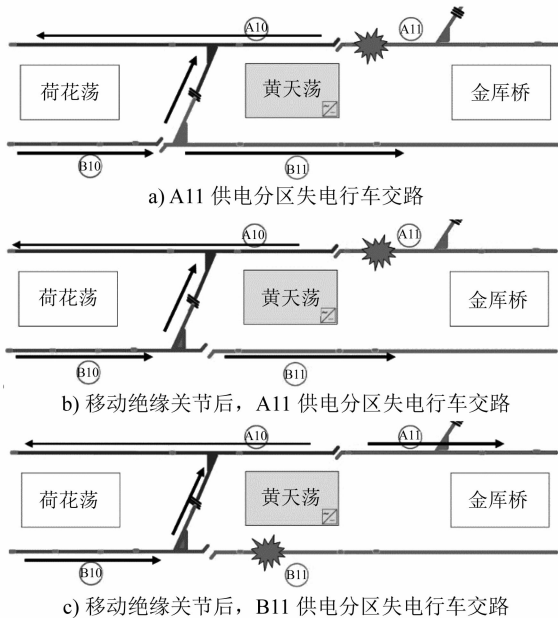 A10
A11
荷花荡
黄天荡
金厍桥
B10
B11
a) A11 供电分区失电行车交路
A10
A11
荷花荡
黄天荡
金厍桥
B10
B11
b) 移动绝缘关节后，A11 供电分区失电行车交路
A10
A11
荷花荡
黄天荡
金厍桥
B10
B11
c) 移动绝缘关节后，B11 供电分区失电行车交路